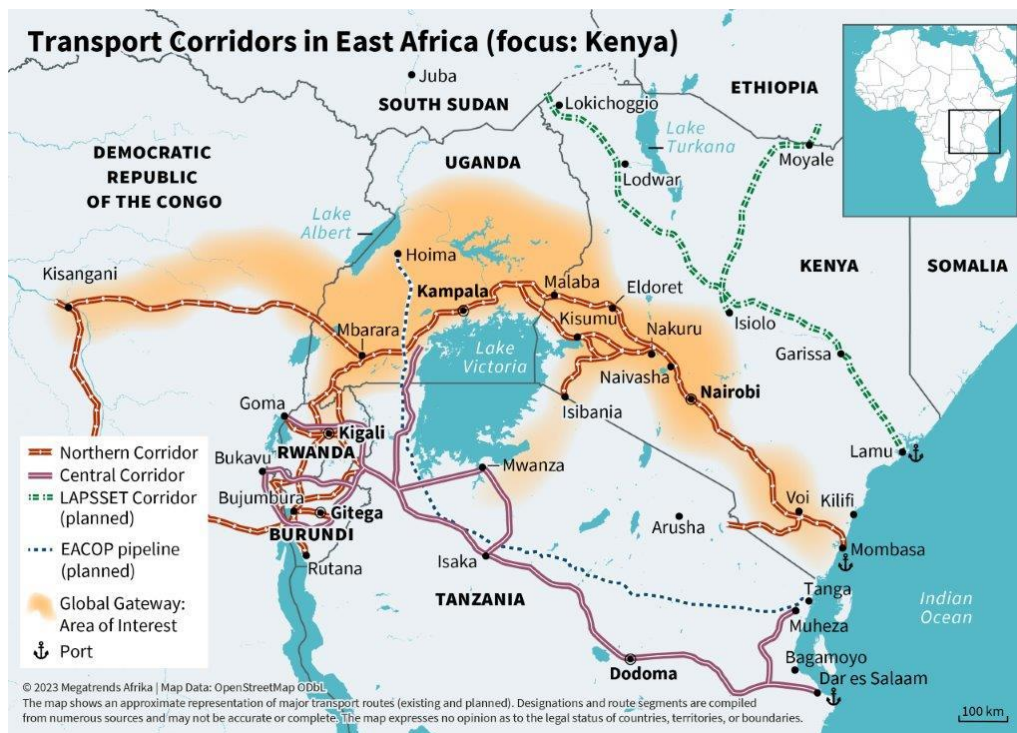 Transport Corridors in East Africa (focus: Kenya)
Juba
SOUTH SUDAN
ETHIOPIA
Lokichoggio
Lake
Turkana
Moyale
DEMOCRATIC
REPUBLIC
OF THE CONGO
UGANDA
Lodwar
Lake
Albert
Hoima
KENYA
SOMALIA
Kisangani
Kampala
Malaba
Eldoret
Isiolo
Mbarara
Kisumu
Nakuru
Garissa
Lake
Victoria
Naivasha
Nairobi
Goma
Isibania
Kigali
RWANDA
Lamu
Bukavu
Mwanza
Bujumbura
Gitega
Voi
Kilifi
BURUNDI
Arusha
Mombasa
Rutana
Isaka
Tanga
TANZANIA
Muheza
Indian
Ocean
Bagamoyo
Dodoma
Dar es Salaam
Northern Corridor
Central Corridor
LAPSSET Corridor
(planned)
EACOP pipeline
(planned)
Global Gateway:
Area of Interest
Port
© 2023 Megatrends Afrika | Map Data: OpenStreetMap ODbL
The map shows an approximate representation of major transport routes (existing and planned). Designations and route segments are compiled
from numerous sources and may not be accurate or complete. The map expresses no opinion as to the legal status of countries, territories, or boundaries.
100 km